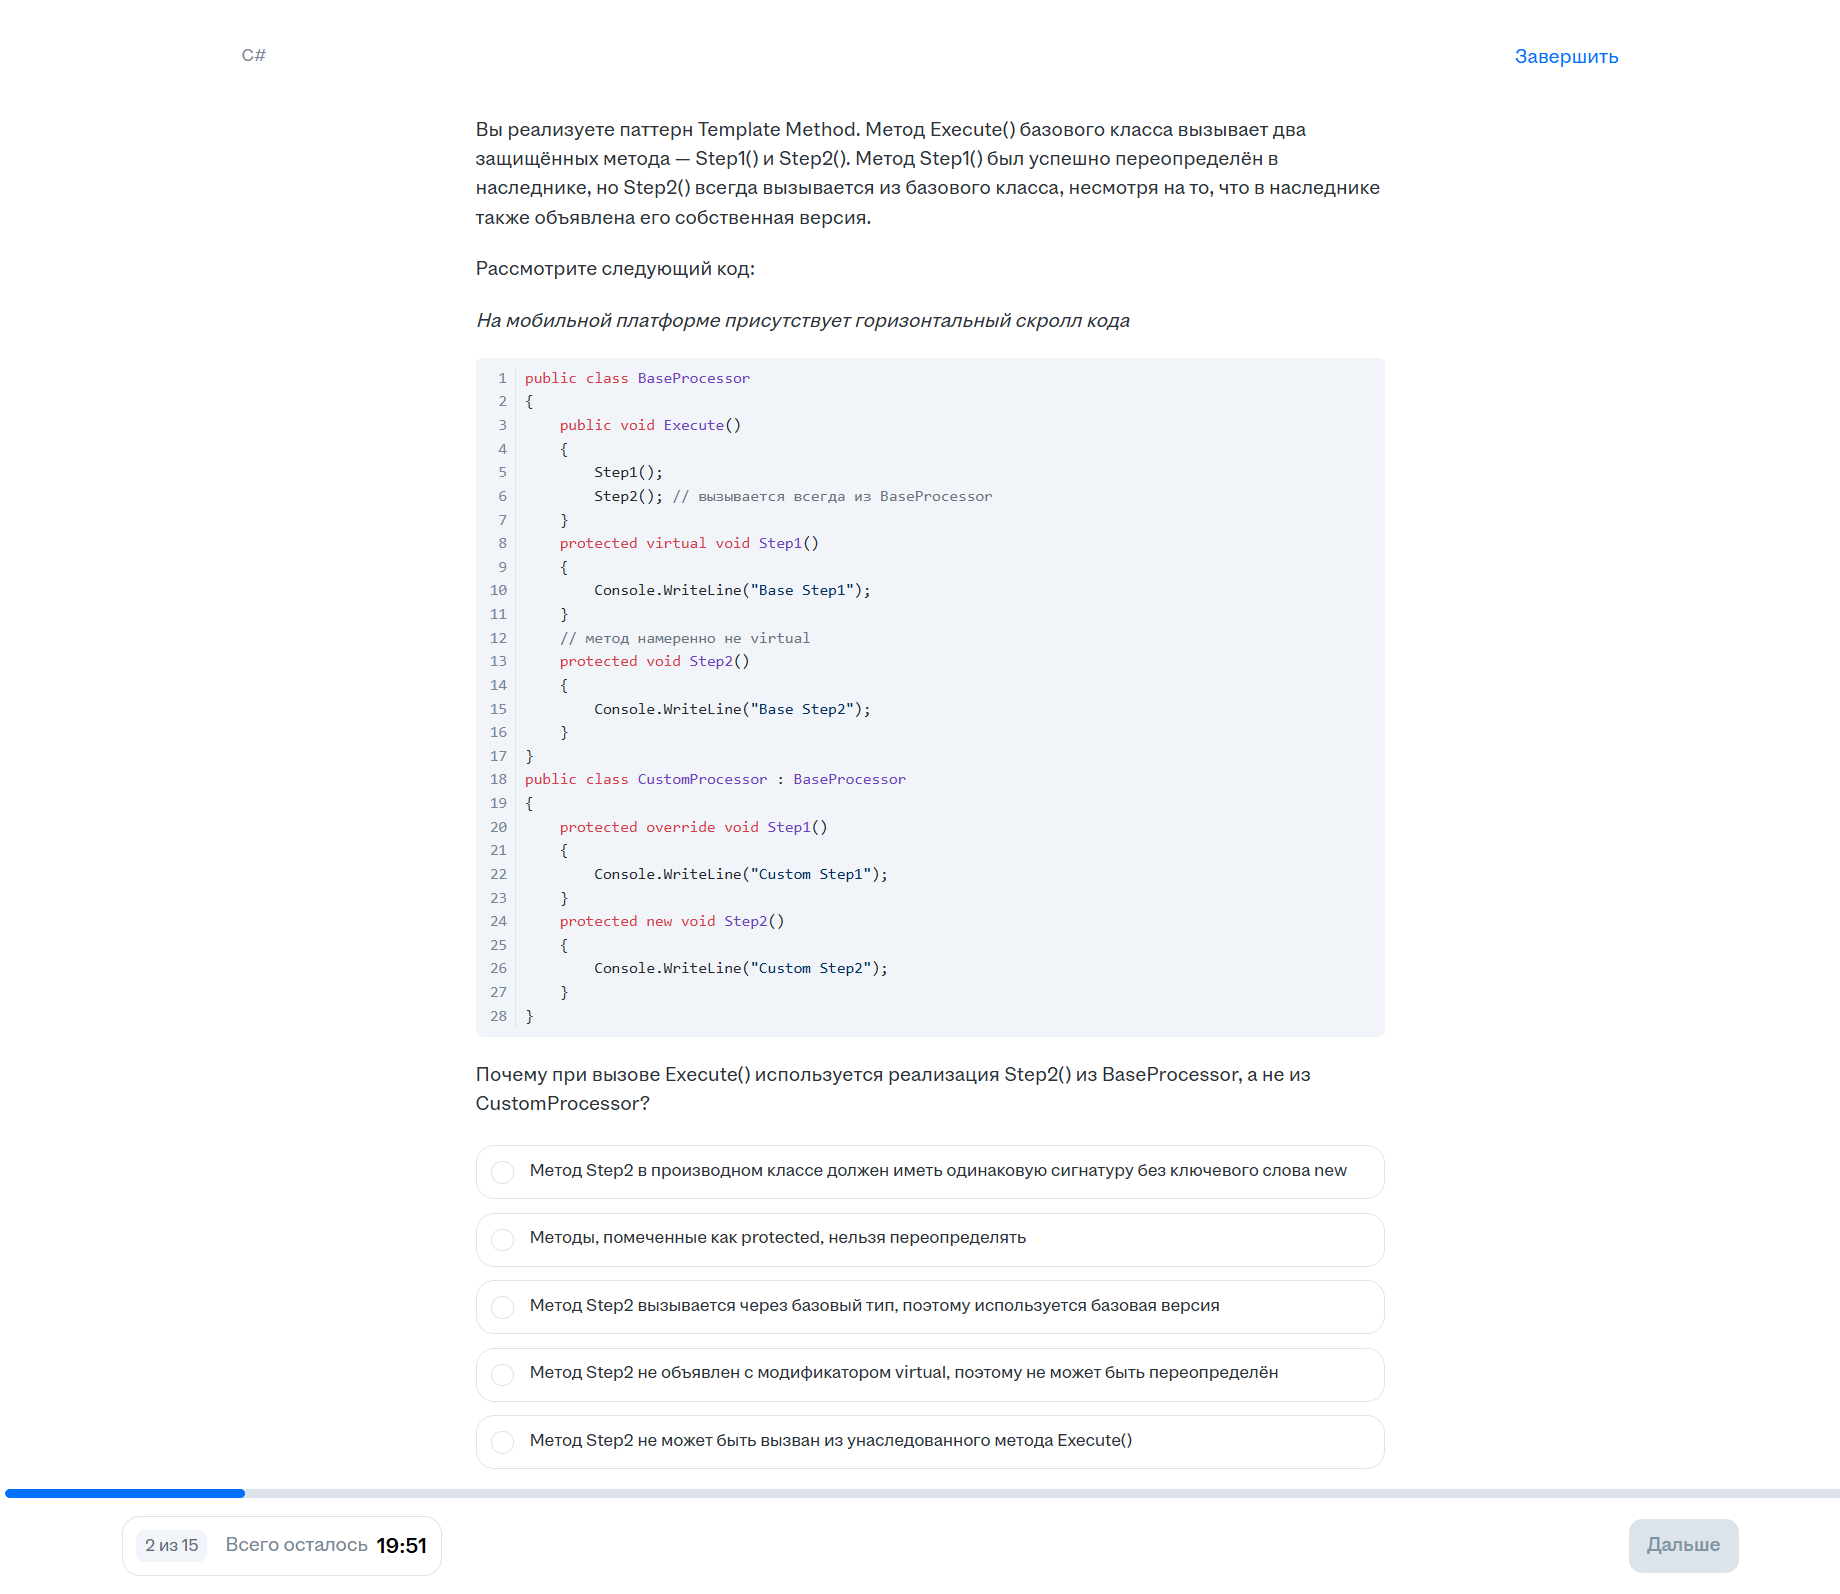 C#
Завершить
Вы реализуете паттерн Template Method. Метод Execute() базового класса вызывает два
защищённых метода — Step1() и Step2(). Метод Step1() был успешно переопределён в
наследнике, но Step2() всегда вызывается из базового класса, несмотря на то, что в наследнике
также объявлена его собственная версия.
Рассмотрите следующий код:
На мобильной платформе присутствует горизонтальный скролл кода
1 public class BaseProcessor
2 {
3     public void Execute()
4     {
5         Step1();
6         Step2(); // вызывается всегда из BaseProcessor
7     }
8     protected virtual void Step1()
9     {
10         Console.WriteLine("Base Step1");
11     }
12     // метод намеренно не virtual
13     protected void Step2()
14     {
15         Console.WriteLine("Base Step2");
16     }
17 }
18 public class CustomProcessor : BaseProcessor
19 {
20     protected override void Step1()
21     {
22         Console.WriteLine("Custom Step1");
23     }
24     protected new void Step2()
25     {
26         Console.WriteLine("Custom Step2");
27     }
28 }
Почему при вызове Execute() используется реализация Step2() из BaseProcessor, а не из
CustomProcessor?
Метод Step2 в производном классе должен иметь одинаковую сигнатуру без ключевого слова new
Методы, помеченные как protected, нельзя переопределять
Метод Step2 вызывается через базовый тип, поэтому используется базовая версия
Метод Step2 не объявлен с модификатором virtual, поэтому не может быть переопределён
Метод Step2 не может быть вызван из унаследованного метода Execute()
2 из 15 Всего осталось 19:51
Дальше